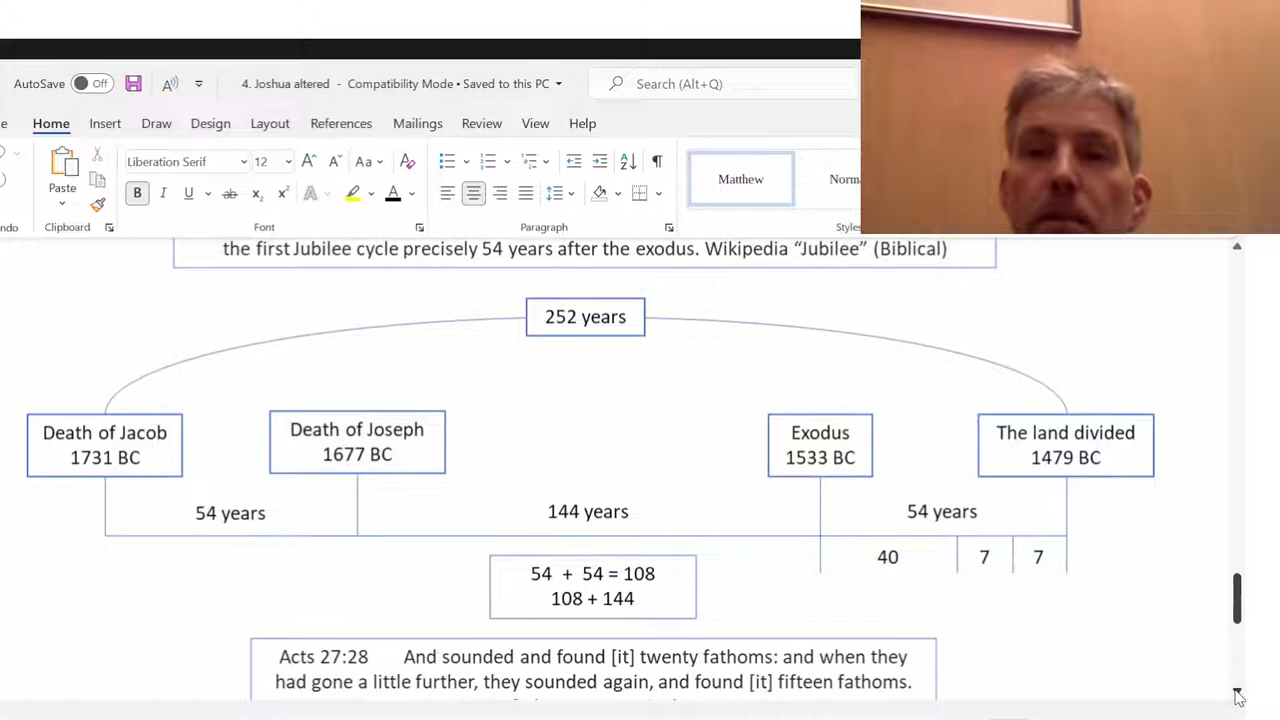 AutoSave Off 4. Joshua altered - Compatibility Mode • Saved to this PC Search (Alt+Q)
Home Insert Draw Design Layout References Mailings Review View Help
Liberation Serif 12 Aa Matthew
Paste B I U ab x₂ x² A A
Clipboard Font Paragraph
the first Jubilee cycle precisely 54 years after the exodus. Wikipedia “Jubilee” (Biblical)
252 years
Death of Jacob
1731 BC
Death of Joseph
1677 BC
Exodus
1533 BC
The land divided
1479 BC
54 years 144 years 54 years
40 7 7
54 + 54 = 108
108 + 144
Acts 27:28 And sounded and found [it] twenty fathoms: and when they
had gone a little further, they sounded again, and found [it] fifteen fathoms.